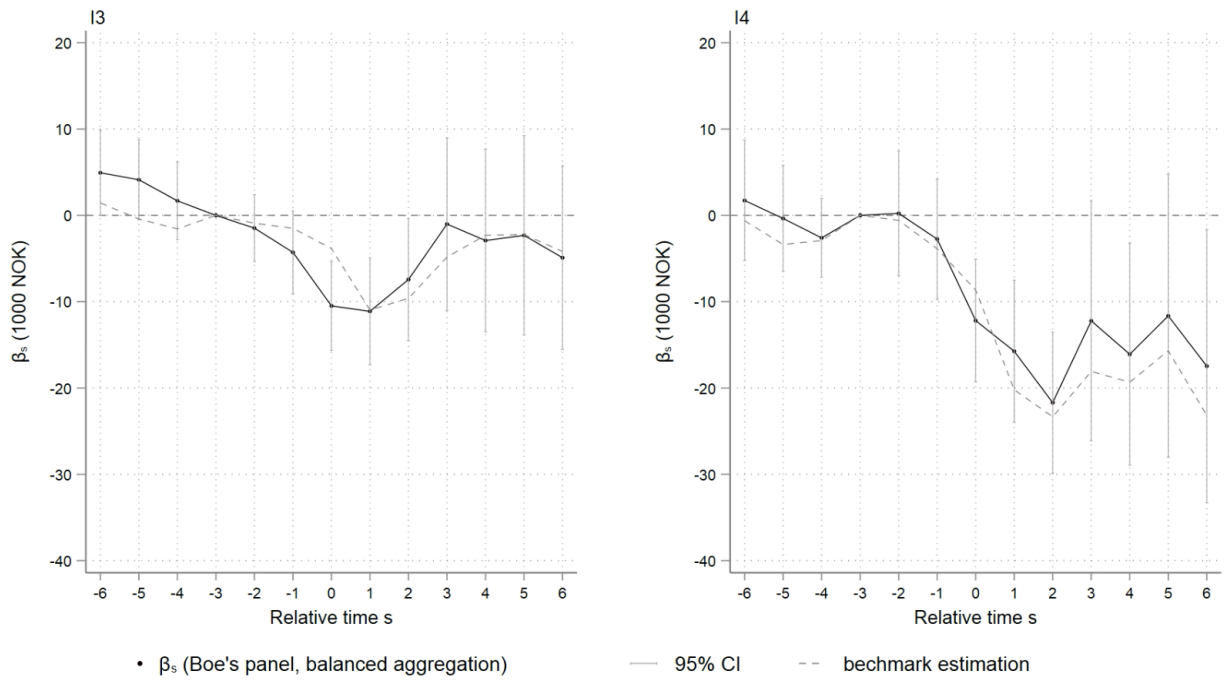 I3
20
10
0
-10
-20
-30
-40
βs (1000 NOK)
-6 -5 -4 -3 -2 -1 0 1 2 3 4 5 6
Relative time s
I4
20
10
0
-10
-20
-30
-40
βs (1000 NOK)
-6 -5 -4 -3 -2 -1 0 1 2 3 4 5 6
Relative time s
βs (Boe's panel, balanced aggregation) 95% CI bechmark estimation